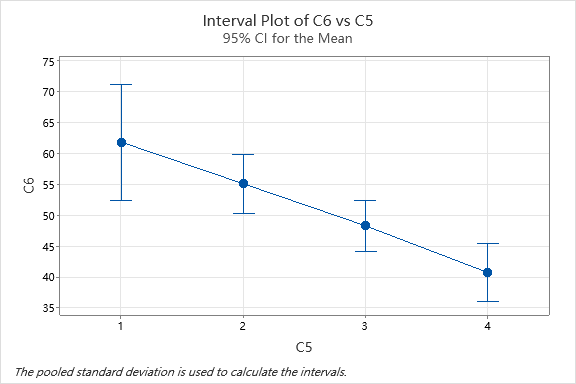 Interval Plot of C6 vs C5
95% CI for the Mean
75
70
65
60
55
50
45
40
35
C6
1 2 3 4
C5
The pooled standard deviation is used to calculate the intervals.